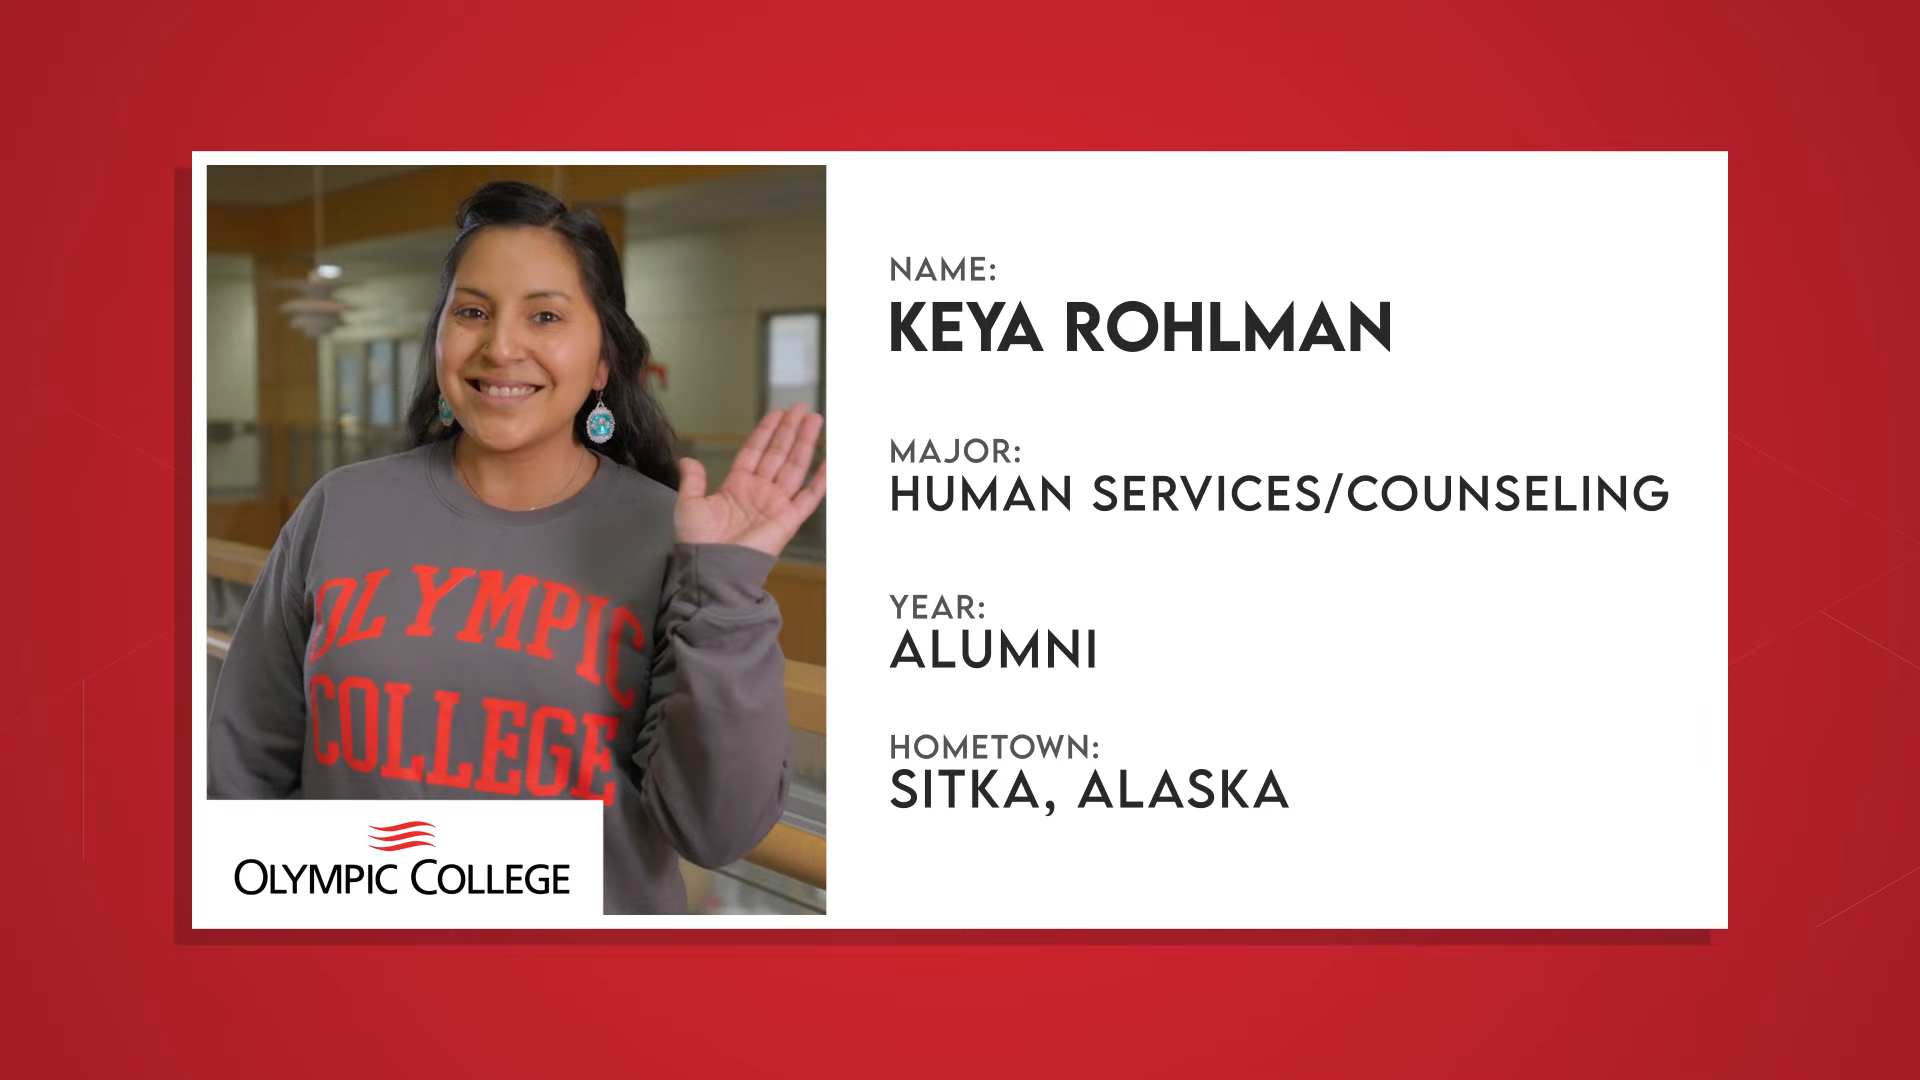 NAME:
KEYA ROHLMAN
MAJOR:
HUMAN SERVICES/COUNSELING
YEAR:
ALUMNI
HOMETOWN:
SITKA, ALASKA
OLYMPIC
COLLEGE
OLYMPIC COLLEGE